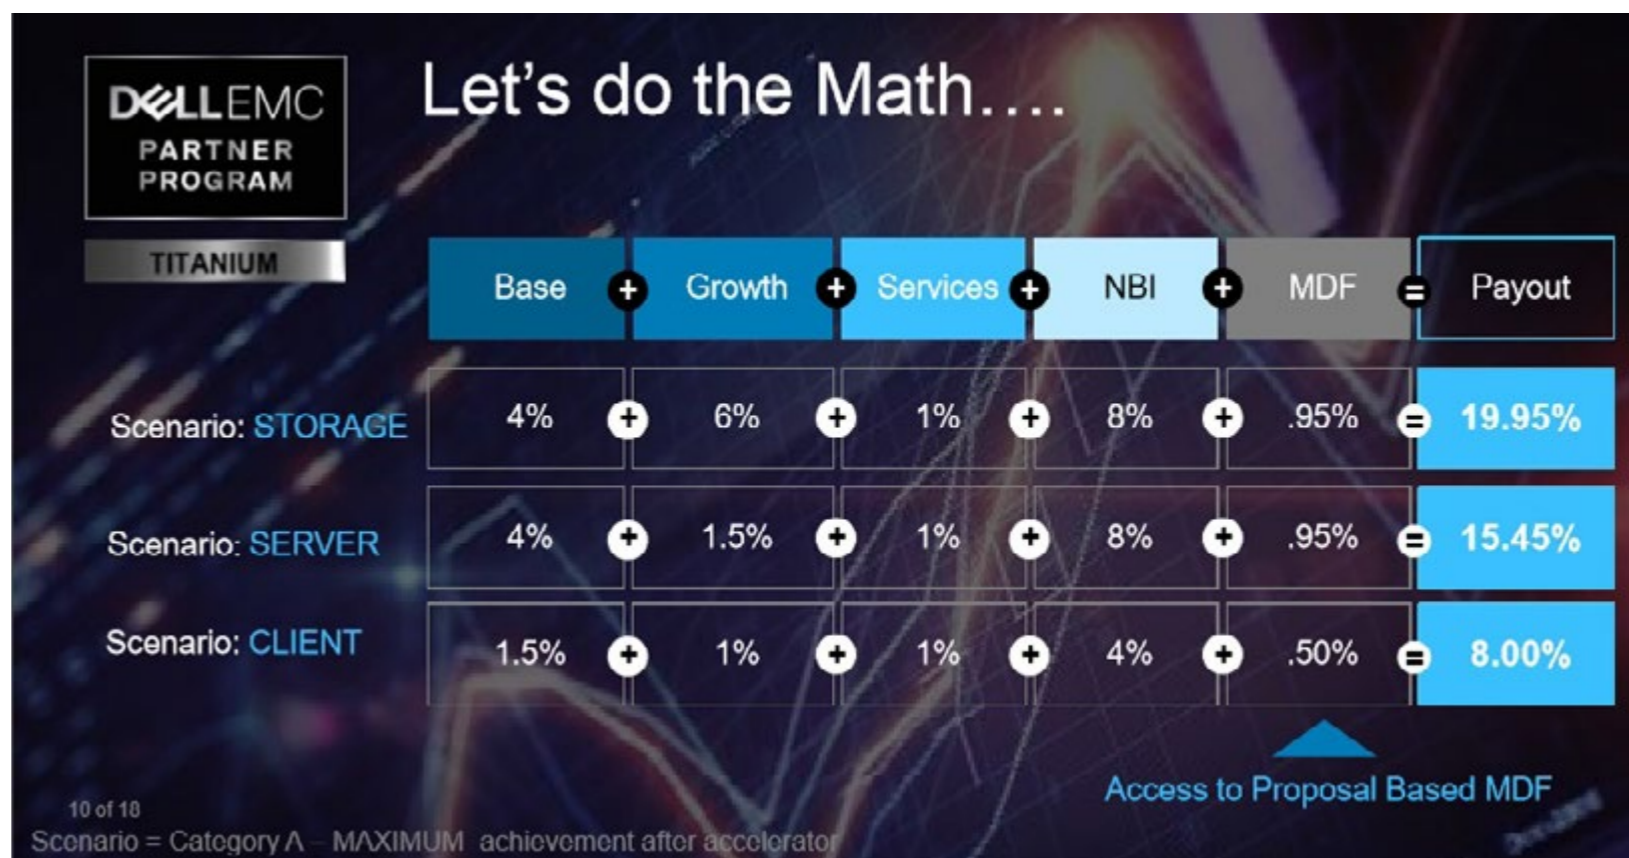 DELLEMC
PARTNER
PROGRAM
TITANIUM
Let's do the Math....
Base + Growth + Services + NBI + MDF = Payout
Scenario: STORAGE 4% + 6% + 1% + 8% + .95% = 19.95%
Scenario: SERVER 4% + 1.5% + 1% + 8% + .95% = 15.45%
Scenario: CLIENT 1.5% + 1% + 1% + 4% + .50% = 8.00%
Access to Proposal Based MDF
10 of 18
Scenario = Category A – MAXIMUM achievement after accelerator